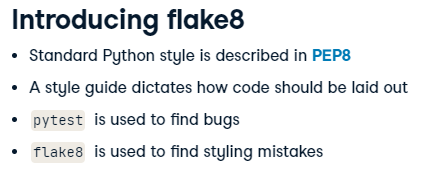 Introducing flake8
• Standard Python style is described in PEP8
• A style guide dictates how code should be laid out
• pytest is used to find bugs
• flake8 is used to find styling mistakes